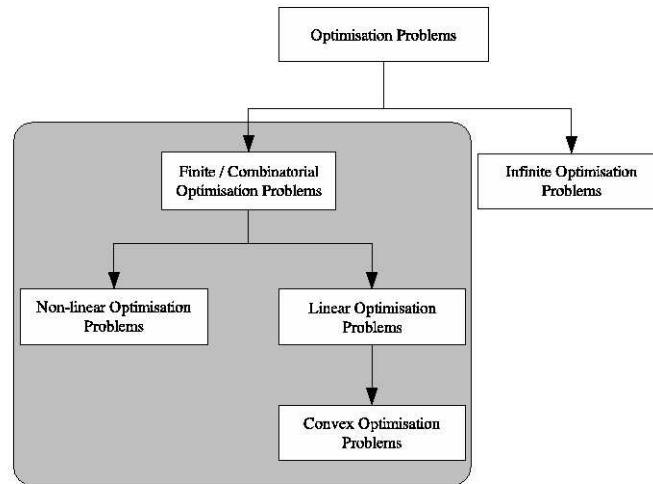 Optimisation Problems
Finite / Combinatorial
Optimisation Problems
Infinite Optimisation
Problems
Non-linear Optimisation
Problems
Linear Optimisation
Problems
Convex Optimisation
Problems